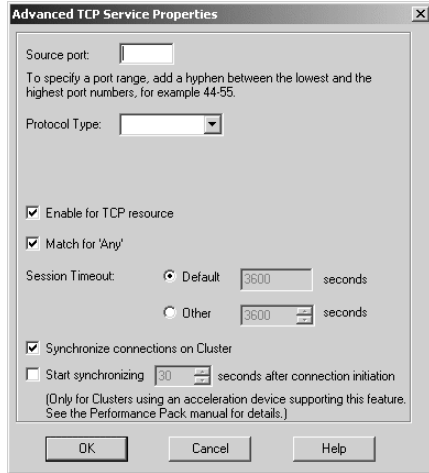 Advanced TCP Service Properties
Source port:
To specify a port range, add a hyphen between the lowest and the
highest port numbers, for example 44-55.
Protocol Type:
Enable for TCP resource
Match for 'Any'
Session Timeout: Default 3600 seconds
Other 3600 seconds
Synchronize connections on Cluster
Start synchronizing 30 seconds after connection initiation
(Only for Clusters using an acceleration device supporting this feature.
See the Performance Pack manual for details.)
OK Cancel Help